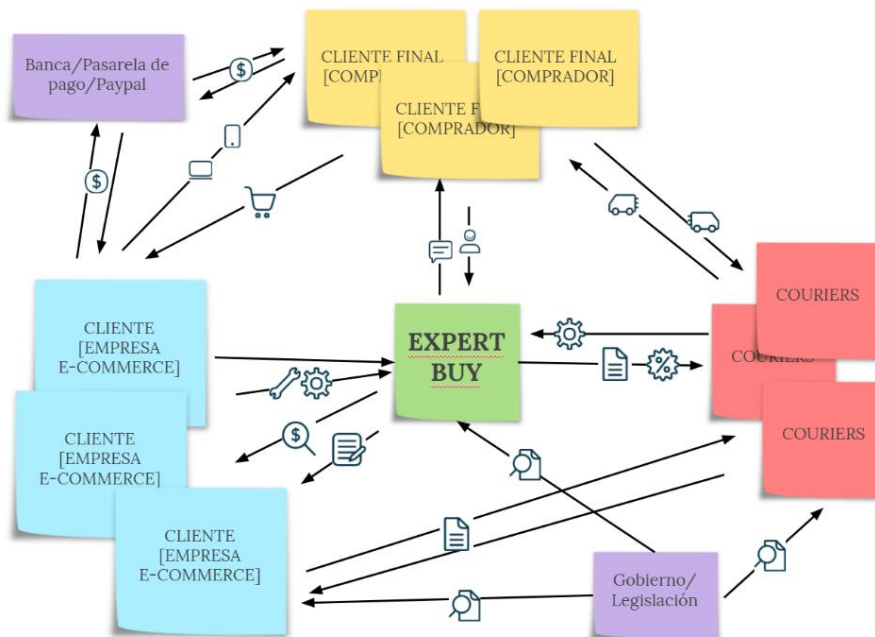 Banca/Pasarela de
pago/Paypal
CLIENTE FINAL
CLIENTE FINAL
[COMPRADOR]
CLIENTE
[COMPRADOR]
CLIENTE
[EMPRESA
E-COMMERCE]
CLIENTE
[EMPRESA
E-COMMERCE]
CLIENTE
[EMPRESA
E-COMMERCE]
EXPERT
BUY
COURIERS
COURIERS
Gobierno/
Legislación